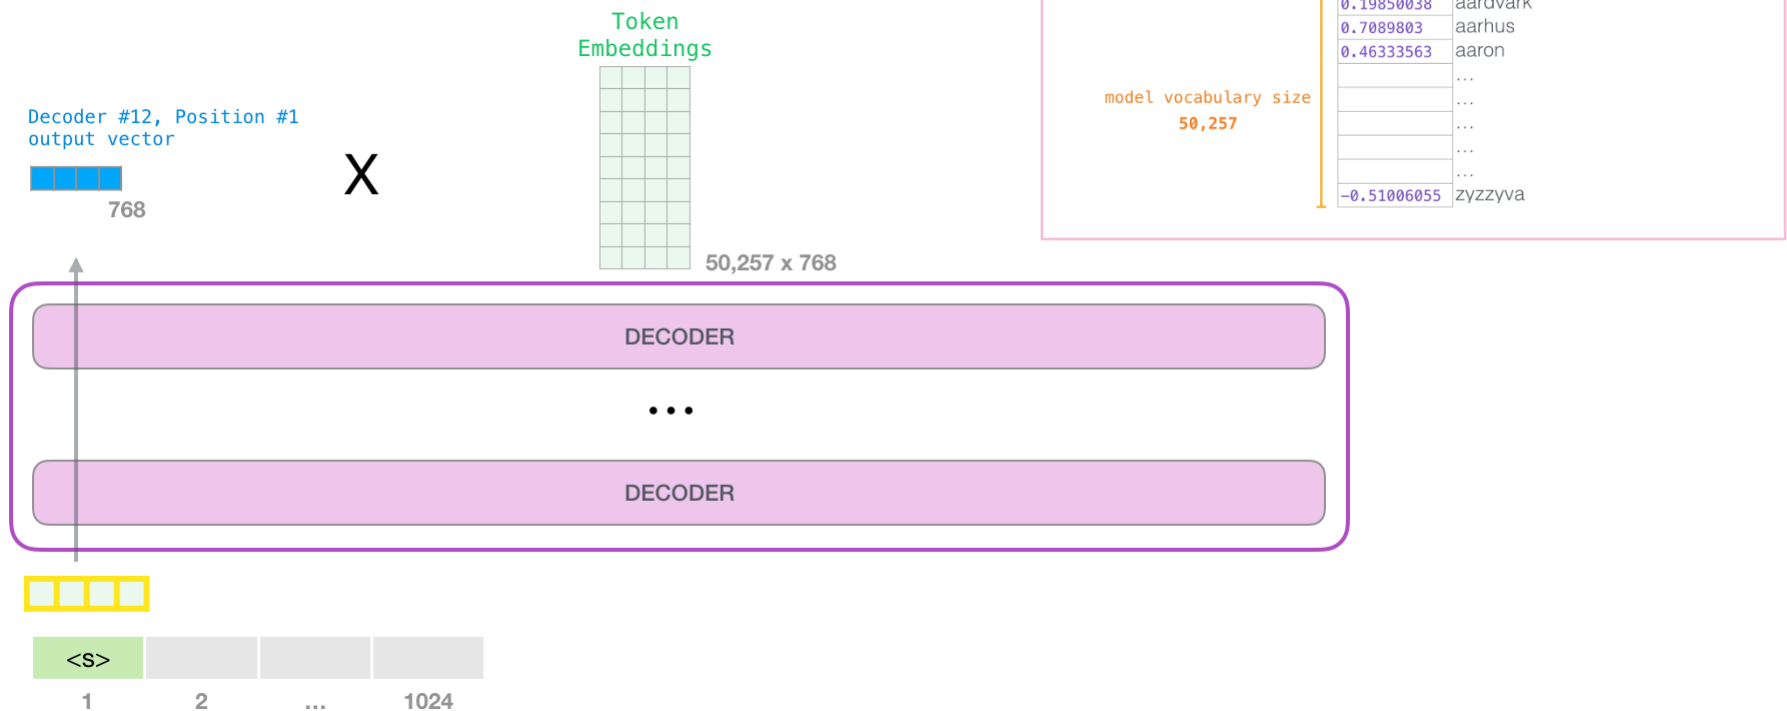 Token
Embeddings
Decoder #12, Position #1
output vector
768
X
50,257 x 768
model vocabulary size
50,257
0.19850038 aardvark
0.7089803 aarhus
0.46333563 aaron
...
...
...
...
...
-0.51006055 zyzzyva
DECODER
...
DECODER
<s>
1 2 ... 1024